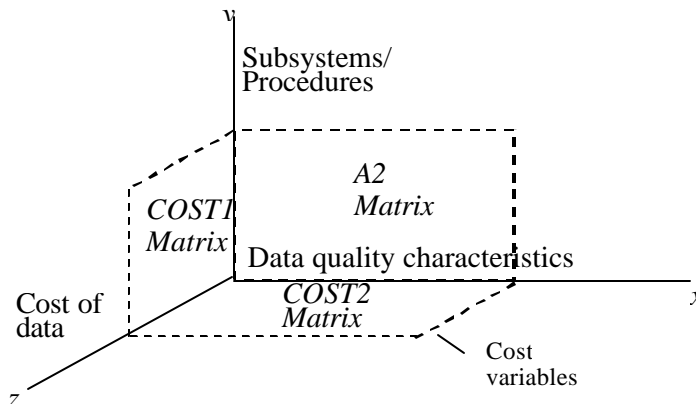 y
Subsystems/
Procedures
A2
Matrix
COST1
Matrix
Data quality characteristics
x
COST2
Matrix
Cost of
data
Cost
variables
z